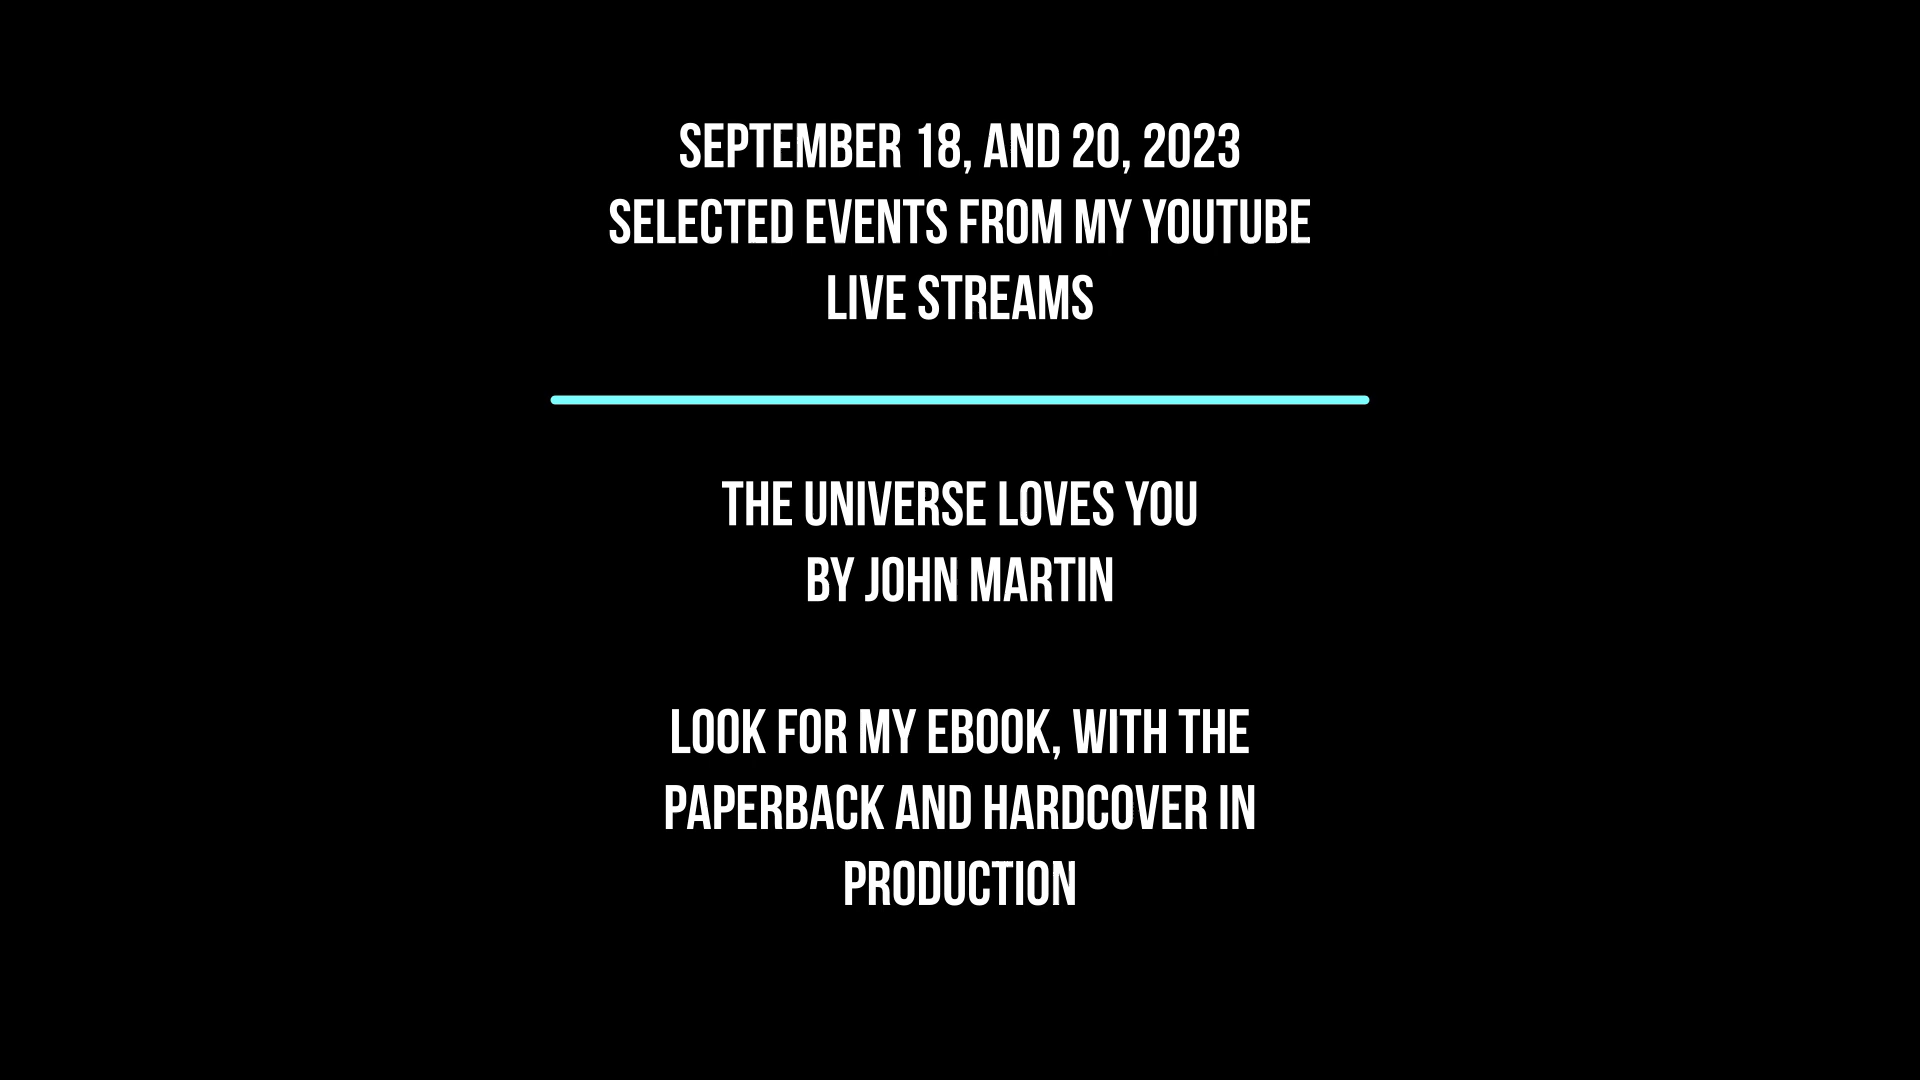 SEPTEMBER 18, AND 20, 2023
SELECTED EVENTS FROM MY YOUTUBE
LIVE STREAMS
THE UNIVERSE LOVES YOU
BY JOHN MARTIN
LOOK FOR MY EBOOK, WITH THE
PAPERBACK AND HARDCOVER IN
PRODUCTION